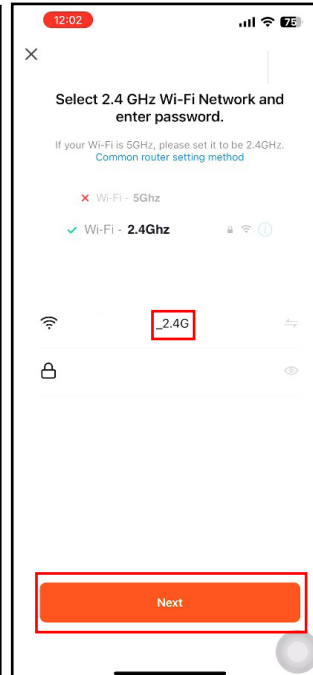 12:02
75
Select 2.4 GHz Wi-Fi Network and
enter password.
If your Wi-Fi is 5GHz, please set it to be 2.4GHz.
Common router setting method
Wi-Fi - 5Ghz
Wi-Fi - 2.4Ghz
_2.4G
Next